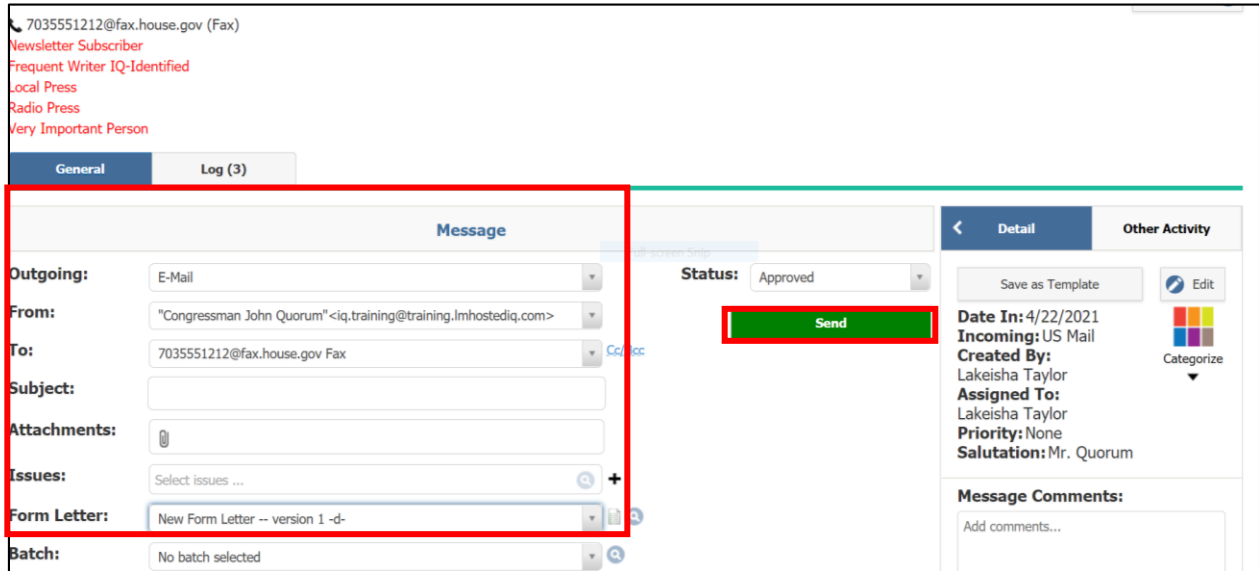 7035551212@fax.house.gov (Fax)
Newsletter Subscriber
Frequent Writer IQ-Identified
Local Press
Radio Press
Very Important Person
General
Log (3)
Message
Outgoing:
E-Mail
From:
"Congressman John Quorum"<iq.training@training.lmhostediq.com>
To:
7035551212@fax.house.gov Fax
Cc/Bcc
Subject:
Attachments:
Issues:
Select issues ...
Form Letter:
New Form Letter -- version 1 -d-
Batch:
No batch selected
Full-screen Snip
Status:
Approved
Send
Detail
Other Activity
Save as Template
Edit
Date In: 4/22/2021
Incoming: US Mail
Created By:
Lakeisha Taylor
Assigned To:
Lakeisha Taylor
Priority: None
Salutation: Mr. Quorum
Categorize
Message Comments:
Add comments...